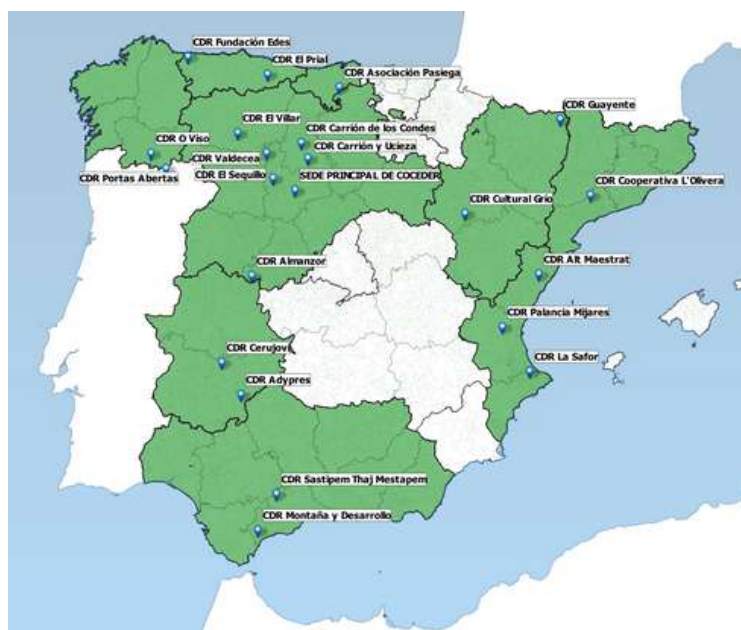 CDR Fundación Edes
CDR El Prial
CDR Asociación Pasiega
CDR Guayente
CDR El Villar
CDR Carrión de los Condes
CDR O Viso
CDR Valdecea
CDR Carrión y Ucieza
CDR Portas Abertas
CDR El Sequillo
SEDE PRINCIPAL DE COCEDER
CDR Cooperativa L'Olivera
CDR Cultural Grío
CDR Almanzor
CDR Alt Maestrat
CDR Palancia Mijares
CDR Cerujovi
CDR La Safor
CDR Adypres
CDR Sastipem Thaj Mestapem
CDR Montaña y Desarrollo